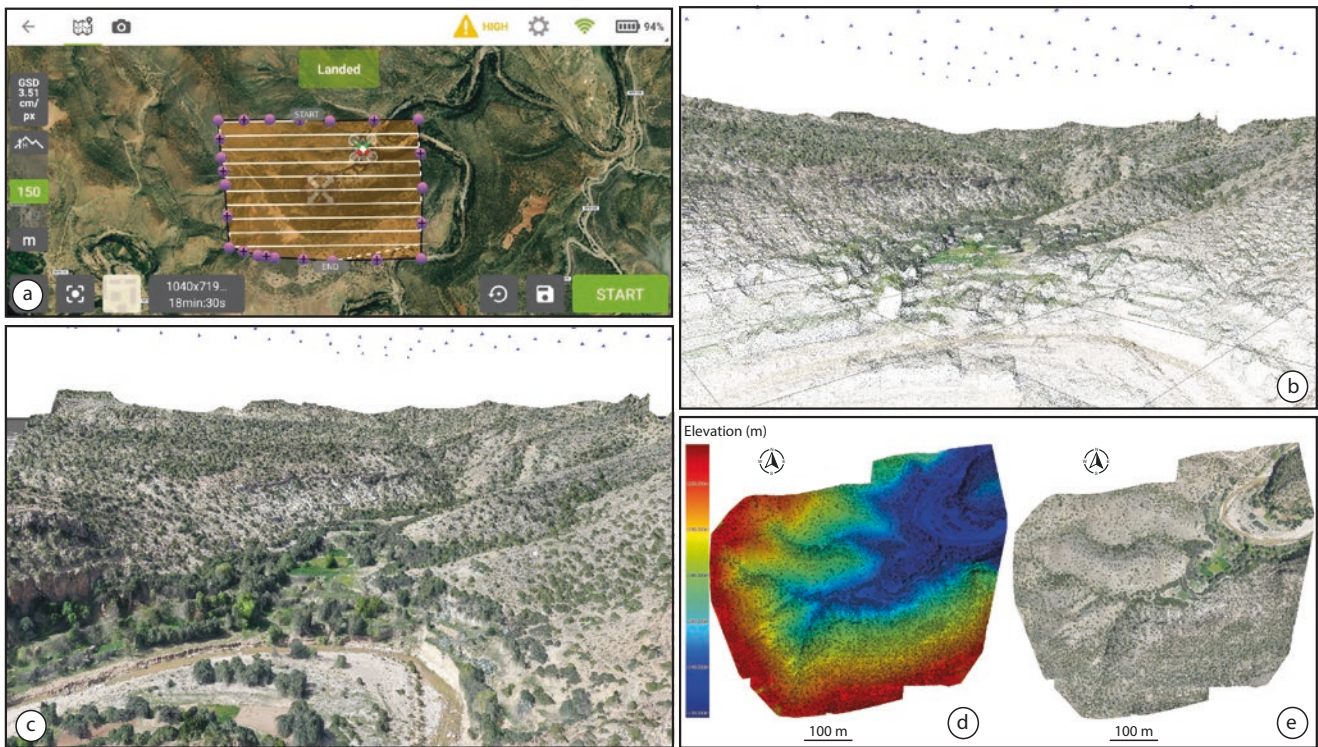 HIGH
94%
Landed
GSD
3.51
cm/
px
START
150
m
END
1040x719...
18min:30s
START
a
b
c
Elevation (m)
100 m
d
100 m
e